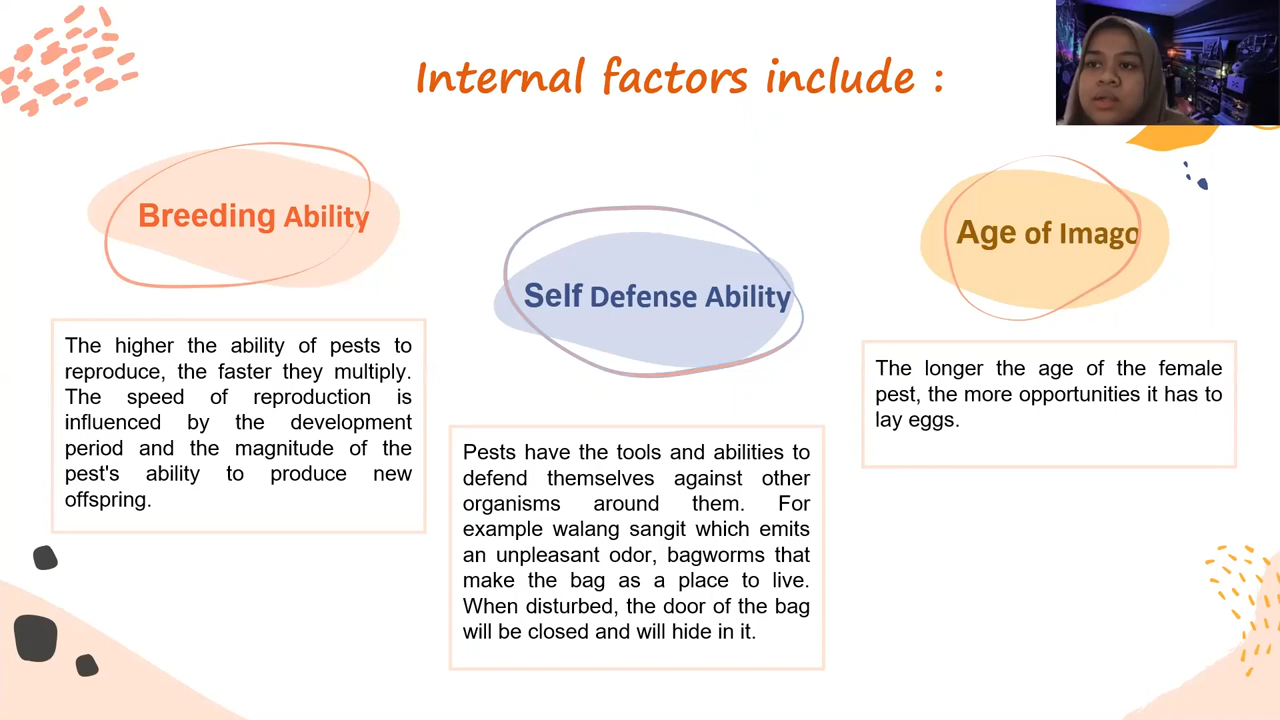 Internal factors include :
Breeding Ability
The higher the ability of pests to
reproduce, the faster they multiply.
The speed of reproduction is
influenced by the development
period and the magnitude of the
pest's ability to produce new
offspring.
Self Defense Ability
Pests have the tools and abilities to
defend themselves against other
organisms around them. For
example walang sangit which emits
an unpleasant odor, bagworms that
make the bag as a place to live.
When disturbed, the door of the bag
will be closed and will hide in it.
Age of Imago
The longer the age of the female
pest, the more opportunities it has to
lay eggs.